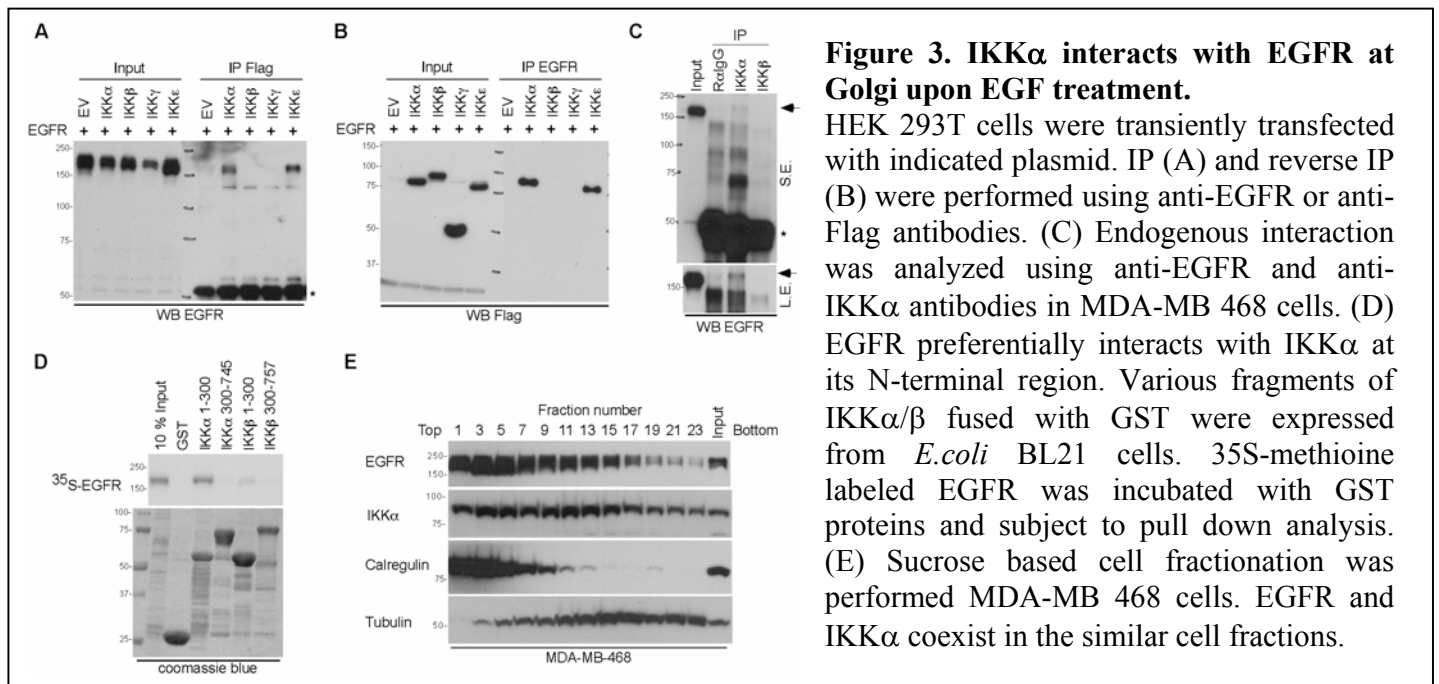 A
Input
IP Flag
EV
IKKα
IKKβ
IKKγ
IKKε
EV
IKKα
IKKβ
IKKγ
IKKε
EGFR + + + + + + + + + +
250-
150-
100-
75-
50-
*
WB EGFR
B
Input
IP EGFR
EV
IKKα
IKKβ
IKKγ
IKKε
EV
IKKα
IKKβ
IKKγ
IKKε
EGFR + + + + + + + + + +
150-
100-
75-
50-
37-
WB Flag
C
IP
Input
RαIgG
IKKα
IKKβ
250-
150-
100-
75-
50-
*
S.E.
150-
L.E.
WB EGFR
D
10 % Input
GST
IKKα 1-300
IKKα 300-745
IKKβ 1-300
IKKβ 300-757
35S-EGFR
250-
150-
100-
75-
50-
37-
25-
coomassie blue
E
Fraction number
Top 1 3 5 7 9 11 13 15 17 19 21 23 Input Bottom
EGFR
250-
150-
IKKα
100-
75-
Calregulin
75-
Tubulin
50-
MDA-MB-468
Figure 3. IKKα interacts with EGFR at
Golgi upon EGF treatment.
HEK 293T cells were transiently transfected
with indicated plasmid. IP (A) and reverse IP
(B) were performed using anti-EGFR or anti-
Flag antibodies. (C) Endogenous interaction
was analyzed using anti-EGFR and anti-
IKKα antibodies in MDA-MB 468 cells. (D)
EGFR preferentially interacts with IKKα at
its N-terminal region. Various fragments of
IKKα/β fused with GST were expressed
from E.coli BL21 cells. 35S-methioine
labeled EGFR was incubated with GST
proteins and subject to pull down analysis.
(E) Sucrose based cell fractionation was
performed MDA-MB 468 cells. EGFR and
IKKα coexist in the similar cell fractions.